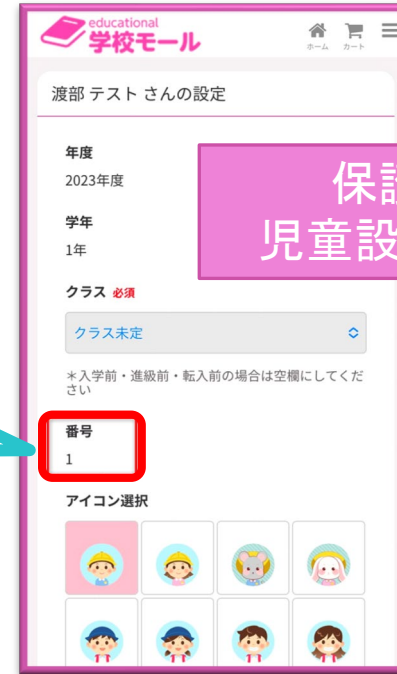 educational
学校モール
ホーム カート
渡部 テスト さんの設定
年度
2023年度
学年
1年
保護
児童設
クラス 必須
クラス未定
＊入学前・進級前・転入前の場合は空欄にしてくだ
さい
番号
1
アイコン選択